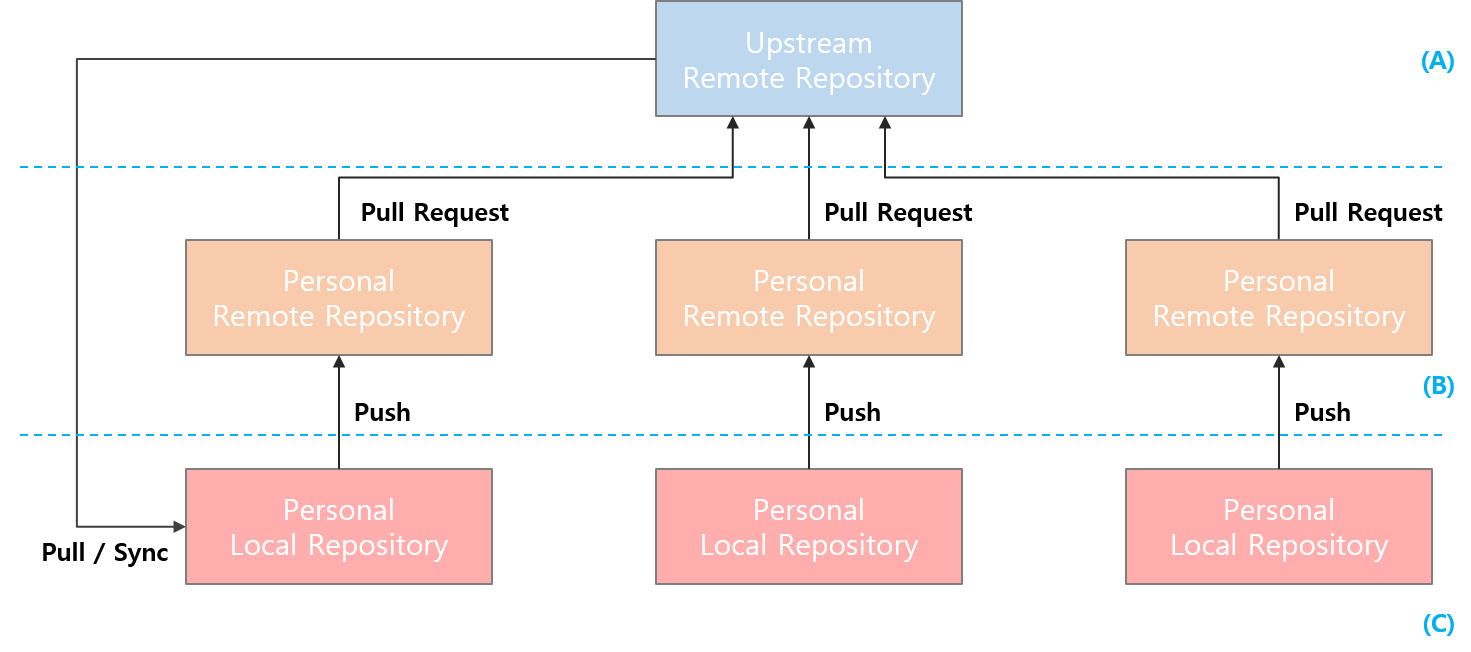 Upstream
Remote Repository
(A)
Pull Request
Pull Request
Pull Request
Personal
Remote Repository
Personal
Remote Repository
Personal
Remote Repository
(B)
Push
Push
Push
Personal
Local Repository
Personal
Local Repository
Personal
Local Repository
Pull / Sync
(C)